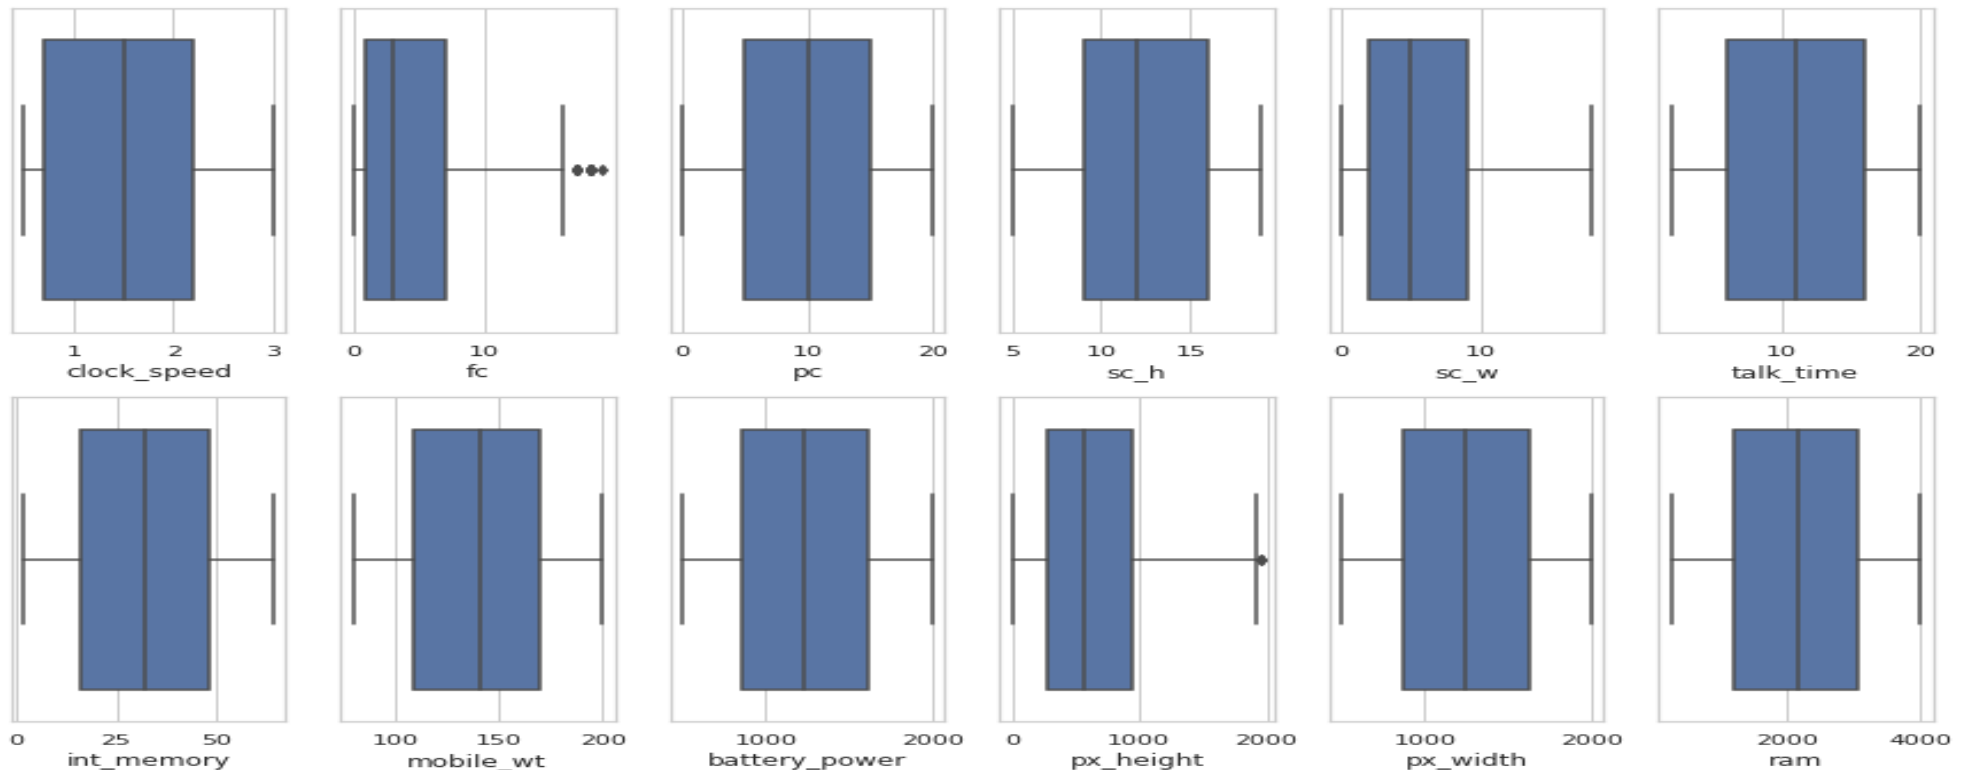 1 2 3 0 10 0 10 20 5 10 15 0 10 10 20
clock_speed fc pc sc_h sc_w talk_time
0 25 50 100 150 200 1000 2000 0 1000 2000 1000 2000 2000 4000
int_memory mobile_wt battery_power px_height px_width ram